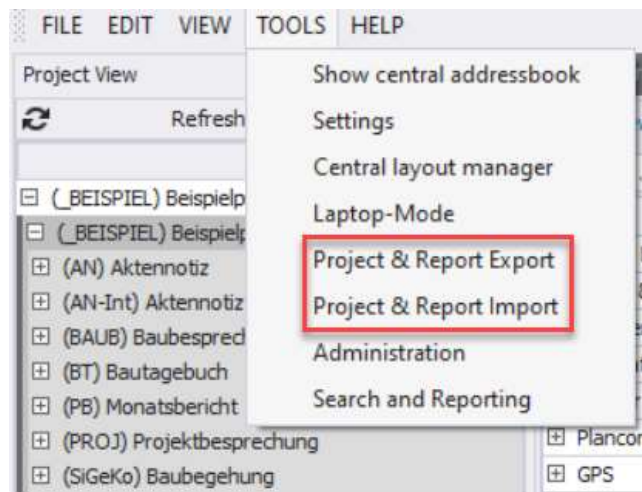 FILE EDIT VIEW TOOLS HELP
Project View
Refresh
Show central addressbook
Settings
Central layout manager
Laptop-Mode
Project & Report Export
Project & Report Import
Administration
Search and Reporting
(_BEISPIEL) Beispielp
(_BEISPIEL) Beispielp
(AN) Aktennotiz
(AN-Int) Aktennotiz
(BAUB) Baubesprech
(BT) Bautagebuch
(PB) Monatsbericht
(PROJ) Projektbesprechung
(SiGeKo) Baubegehung
Plancor
GPS